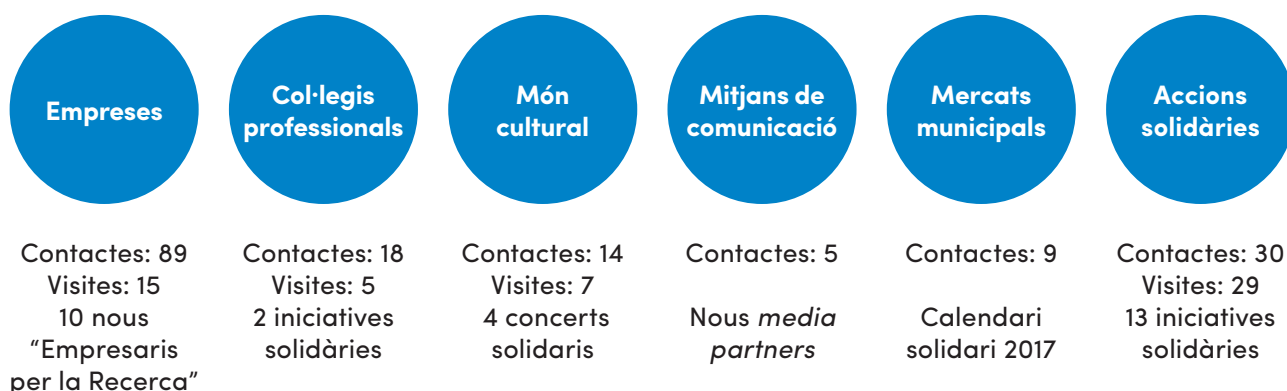 Empreses
Contactes: 89
Visites: 15
10 nous
“Empresaris
per la Recerca”
Col·legis
professionals
Contactes: 18
Visites: 5
2 iniciatives
solidàries
Món
cultural
Contactes: 14
Visites: 7
4 concerts
solidaris
Mitjans de
comunicació
Contactes: 5
Nous media
partners
Mercats
municipals
Contactes: 9
Calendari
solidari 2017
Accions
solidàries
Contactes: 30
Visites: 29
13 iniciatives
solidàries